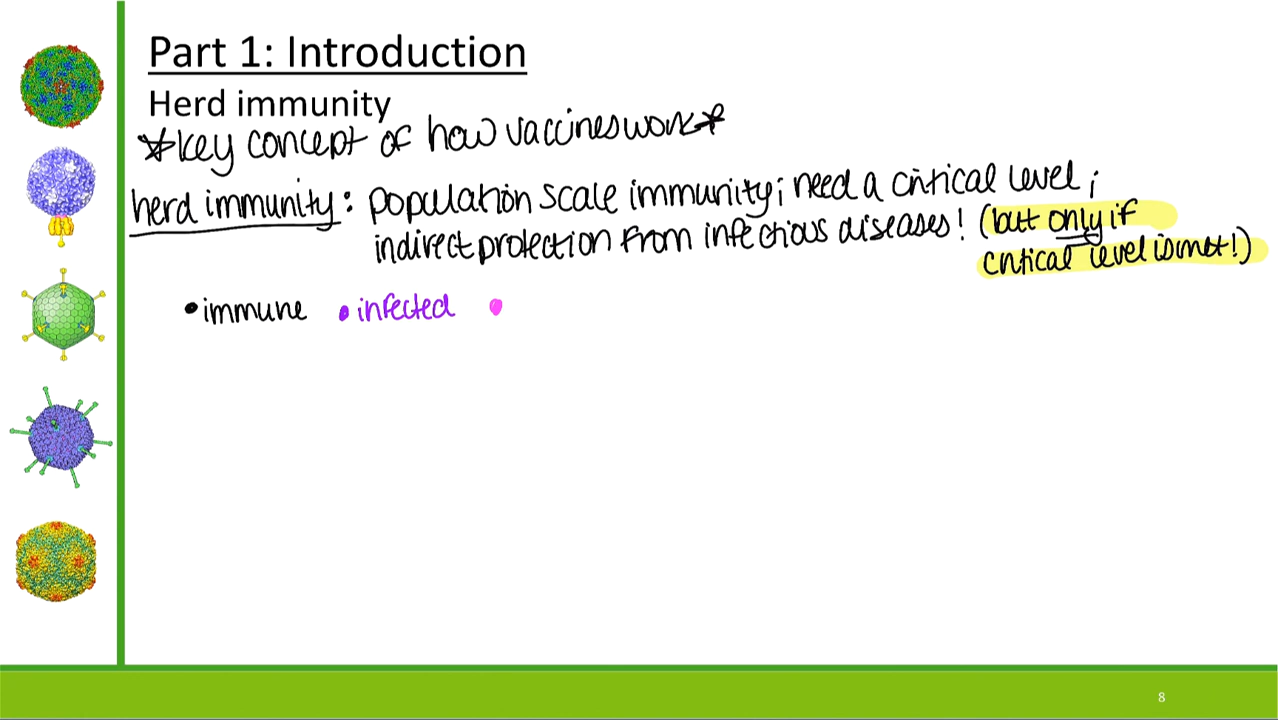 Part 1: Introduction
Herd immunity
*key concept of how vaccines work*
herd immunity: population scale immunity; need a critical level;
indirect protection from infectious diseases! (but only if
critical level is met!)
•immune •infected •
8